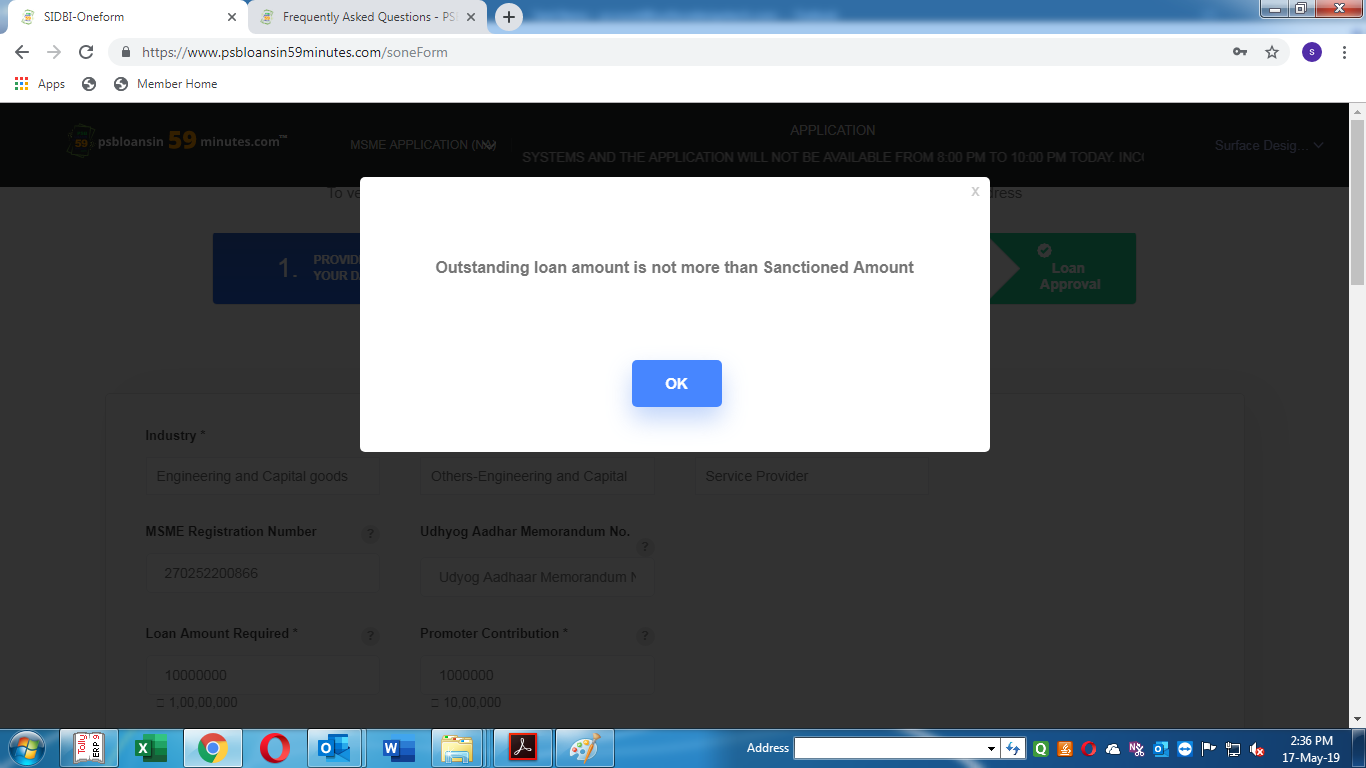 SIDBI-Oneform
Frequently Asked Questions - PS
https://www.psbloansin59minutes.com/soneForm
S
Apps
Member Home
59
psbloansin 59 minutes.com™
MSME APPLICATION
APPLICATION
SYSTEMS AND THE APPLICATION WILL NOT BE AVAILABLE FROM 8:00 PM TO 10:00 PM TODAY.
Surface Desig...
To
x
1.
Outstanding loan amount is not more than Sanctioned Amount
Loan
Approval
OK
Industry *
Engineering and Capital goods
Others-Engineering and Capital
Service Provider
MSME Registration Number
?
Udhyog Aadhar Memorandum No.
?
270252200866
Udyog Aadhaar Memorandum N
Loan Amount Required *
?
Promoter Contribution *
?
10000000
1000000
1,00,00,000
10,00,000
Tally
ERP 9
Address
2:36 PM
17-May-19